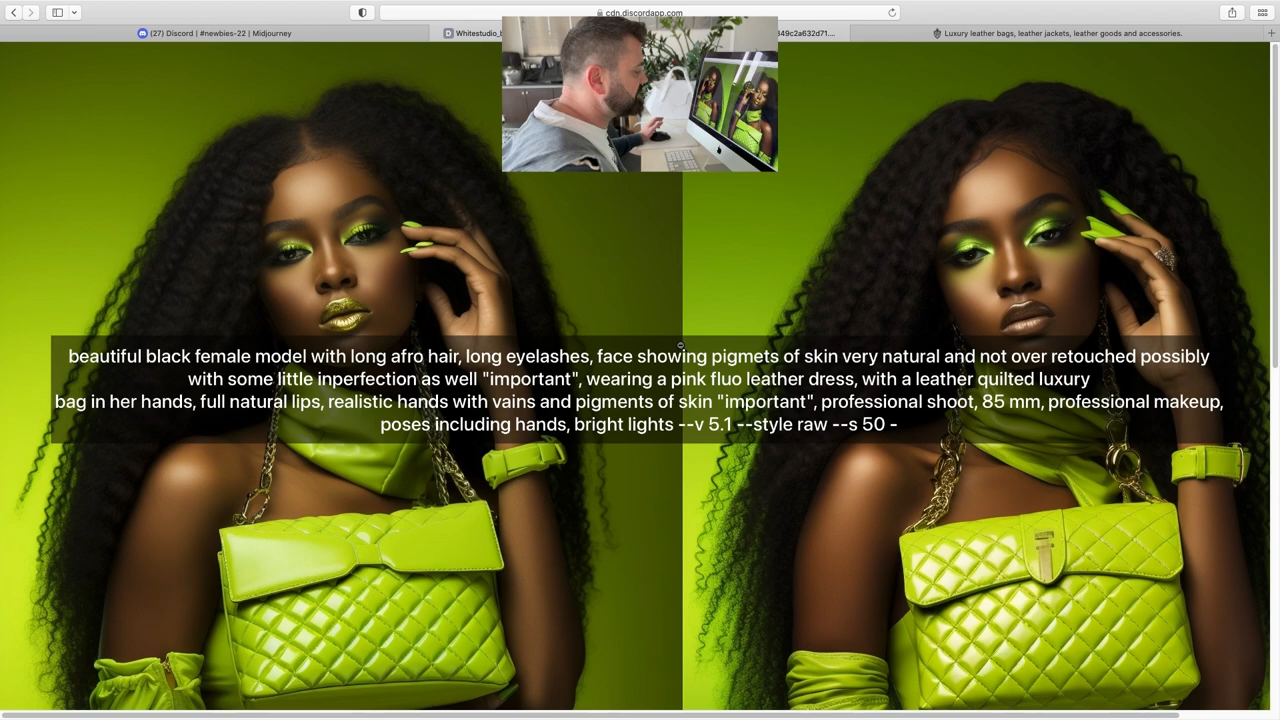 cdn.discordapp.com
(27) Discord | #newbies-22 | Midjourney
Whitestudio_b
349c2a632d71....
Luxury leather bags, leather jackets, leather goods and accessories.
beautiful black female model with long afro hair, long eyelashes, face showing pigmets of skin very natural and not over retouched possibly
with some little inperfection as well "important", wearing a pink fluo leather dress, with a leather quilted luxury
bag in her hands, full natural lips, realistic hands with vains and pigments of skin "important", professional shoot, 85 mm, professional makeup,
poses including hands, bright lights --v 5.1 --style raw --s 50 -